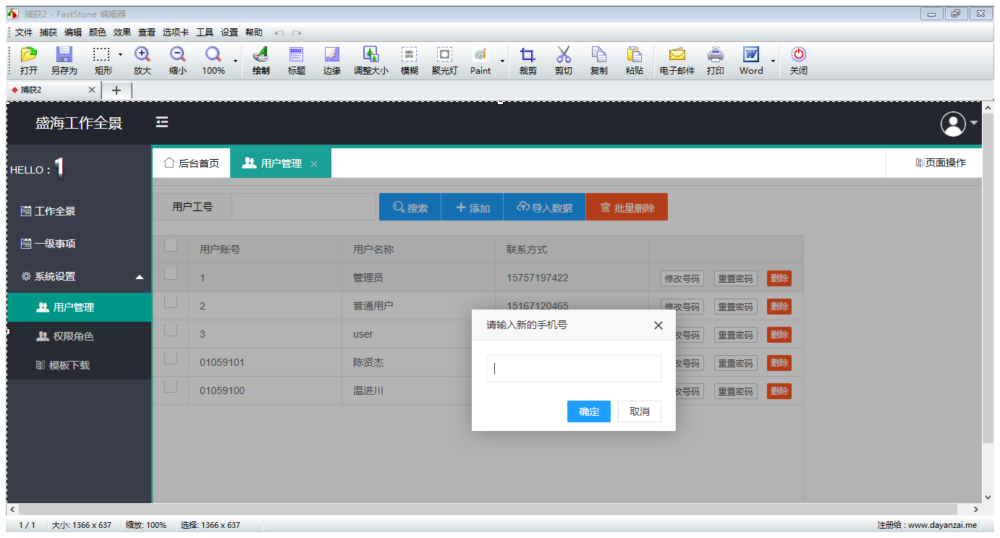 捕获2 - FastStone 编辑器
文件 捕获 编辑 颜色 效果 查看 选项卡 工具 设置 帮助
打开 另存为 矩形 放大 缩小 100% 绘制 标题 边缘 调整大小 模糊 聚光灯 Paint 裁剪 剪切 复制 粘贴 电子邮件 打印 Word 关闭
捕获2
盛海工作全景
HELLO : 1
后台首页 用户管理 页面操作
用户工号 搜索 添加 导入数据 批量删除
工作全景
一级事项
系统设置
用户管理
权限角色
模板下载
用户账号 用户名称 联系方式
1 管理员 15757197422 修改号码 重置密码 删除
2 普通用户 15167120465 修改号码 重置密码 删除
3 user 改号码 重置密码 删除
01059101 陈贤杰 改号码 重置密码 删除
01059100 温进川 改号码 重置密码 删除
请输入新的手机号
确定 取消
1 / 1 大小: 1366 x 637 缩放: 100% 选择: 1366 x 637 注册给 : www.dayanzai.me